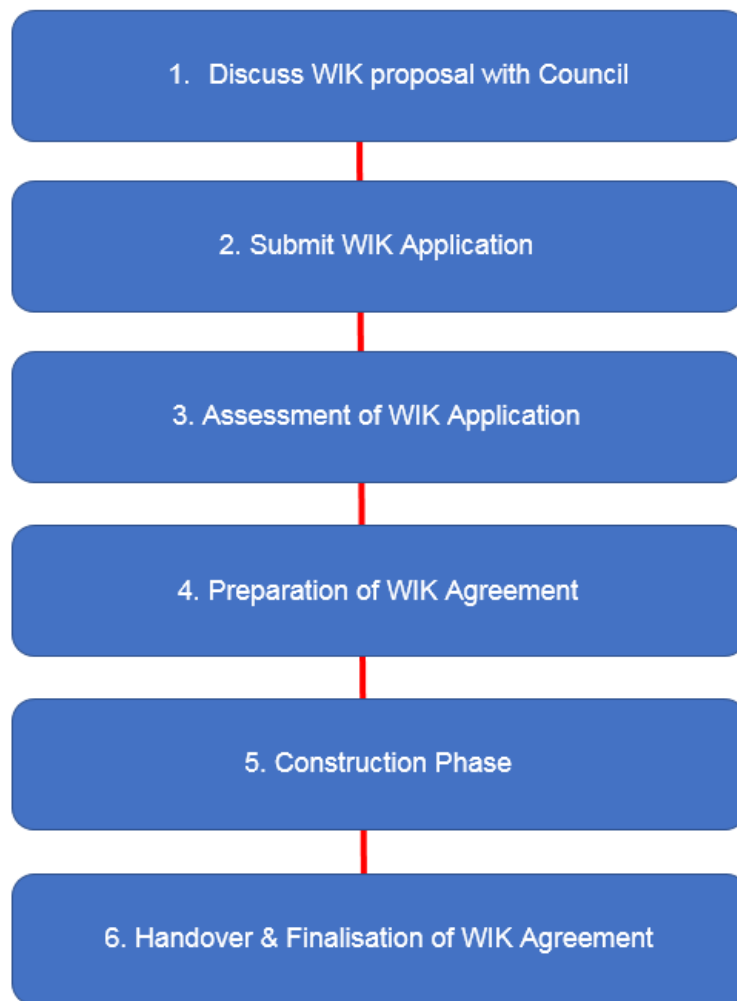 1. Discuss WIK proposal with Council
2. Submit WIK Application
3. Assessment of WIK Application
4. Preparation of WIK Agreement
5. Construction Phase
6. Handover & Finalisation of WIK Agreement